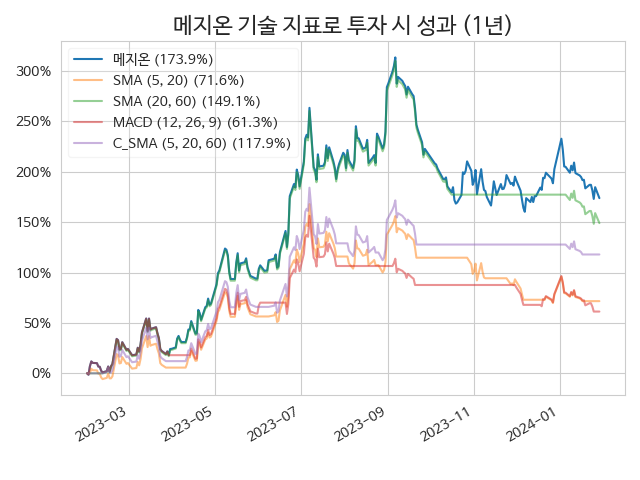 메지온 기술 지표로 투자 시 성과 (1년)
메지온 (173.9%)
SMA (5, 20) (71.6%)
SMA (20, 60) (149.1%)
MACD (12, 26, 9) (61.3%)
C_SMA (5, 20, 60) (117.9%)
300%
250%
200%
150%
100%
50%
0%
2023-03
2023-05
2023-07
2023-09
2023-11
2024-01